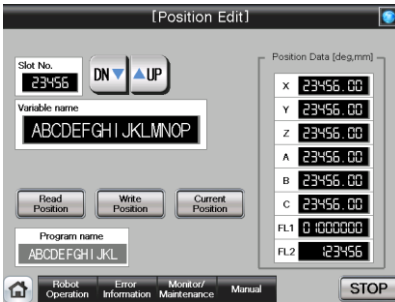 [Position Edit]
Slot No.
23456
DN▼ ▲UP
Variable name
ABCDEFGHIJKLMNOP
Read Position
Write Position
Current Position
Program name
ABCDEFGHIJKL
Position Data [deg,mm]
X 23456.00
Y 23456.00
Z 23456.00
A 23456.00
B 23456.00
C 23456.00
FL1 01000000
FL2 123456
Robot Operation
Error Information
Monitor/ Maintenance
Manual
STOP